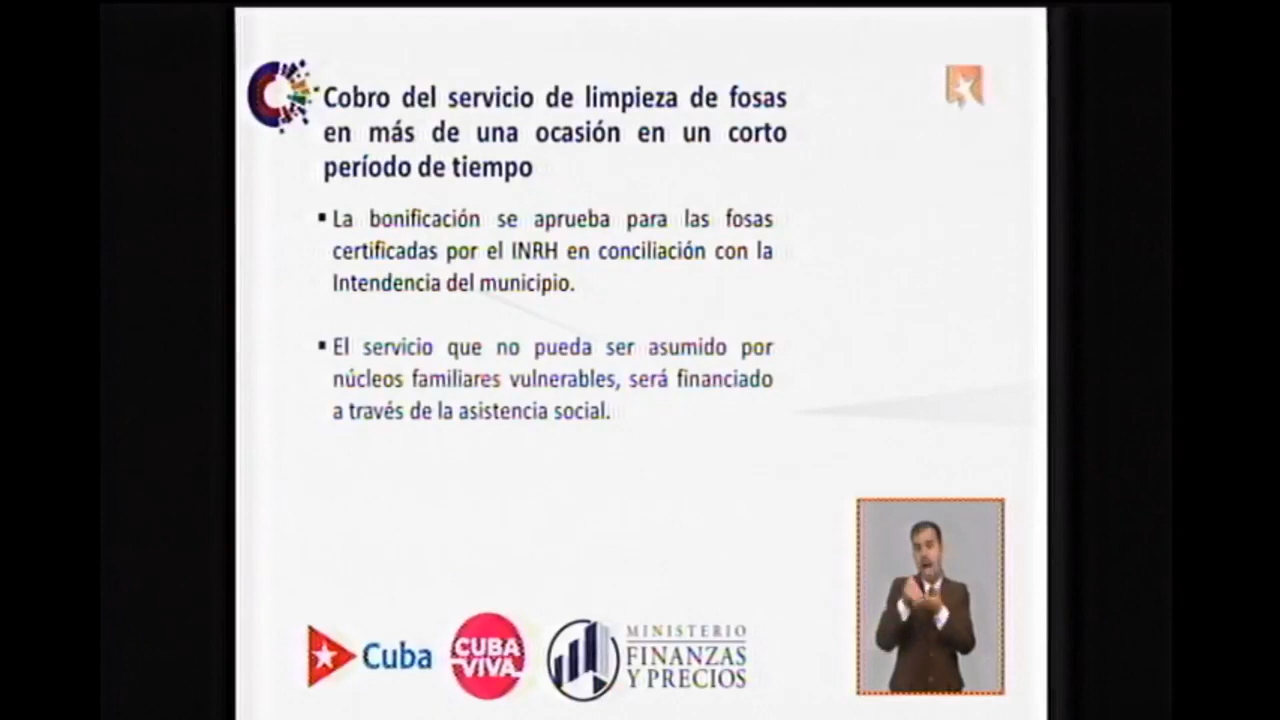 Cobro del servicio de limpieza de fosas
en más de una ocasión en un corto
período de tiempo
▪ La bonificación se aprueba para las fosas
certificadas por el INRH en conciliación con la
Intendencia del municipio.
▪ El servicio que no pueda ser asumido por
núcleos familiares vulnerables, será financiado
a través de la asistencia social.
Cuba
CUBA
VIVA
MINISTERIO
FINANZAS
Y PRECIOS